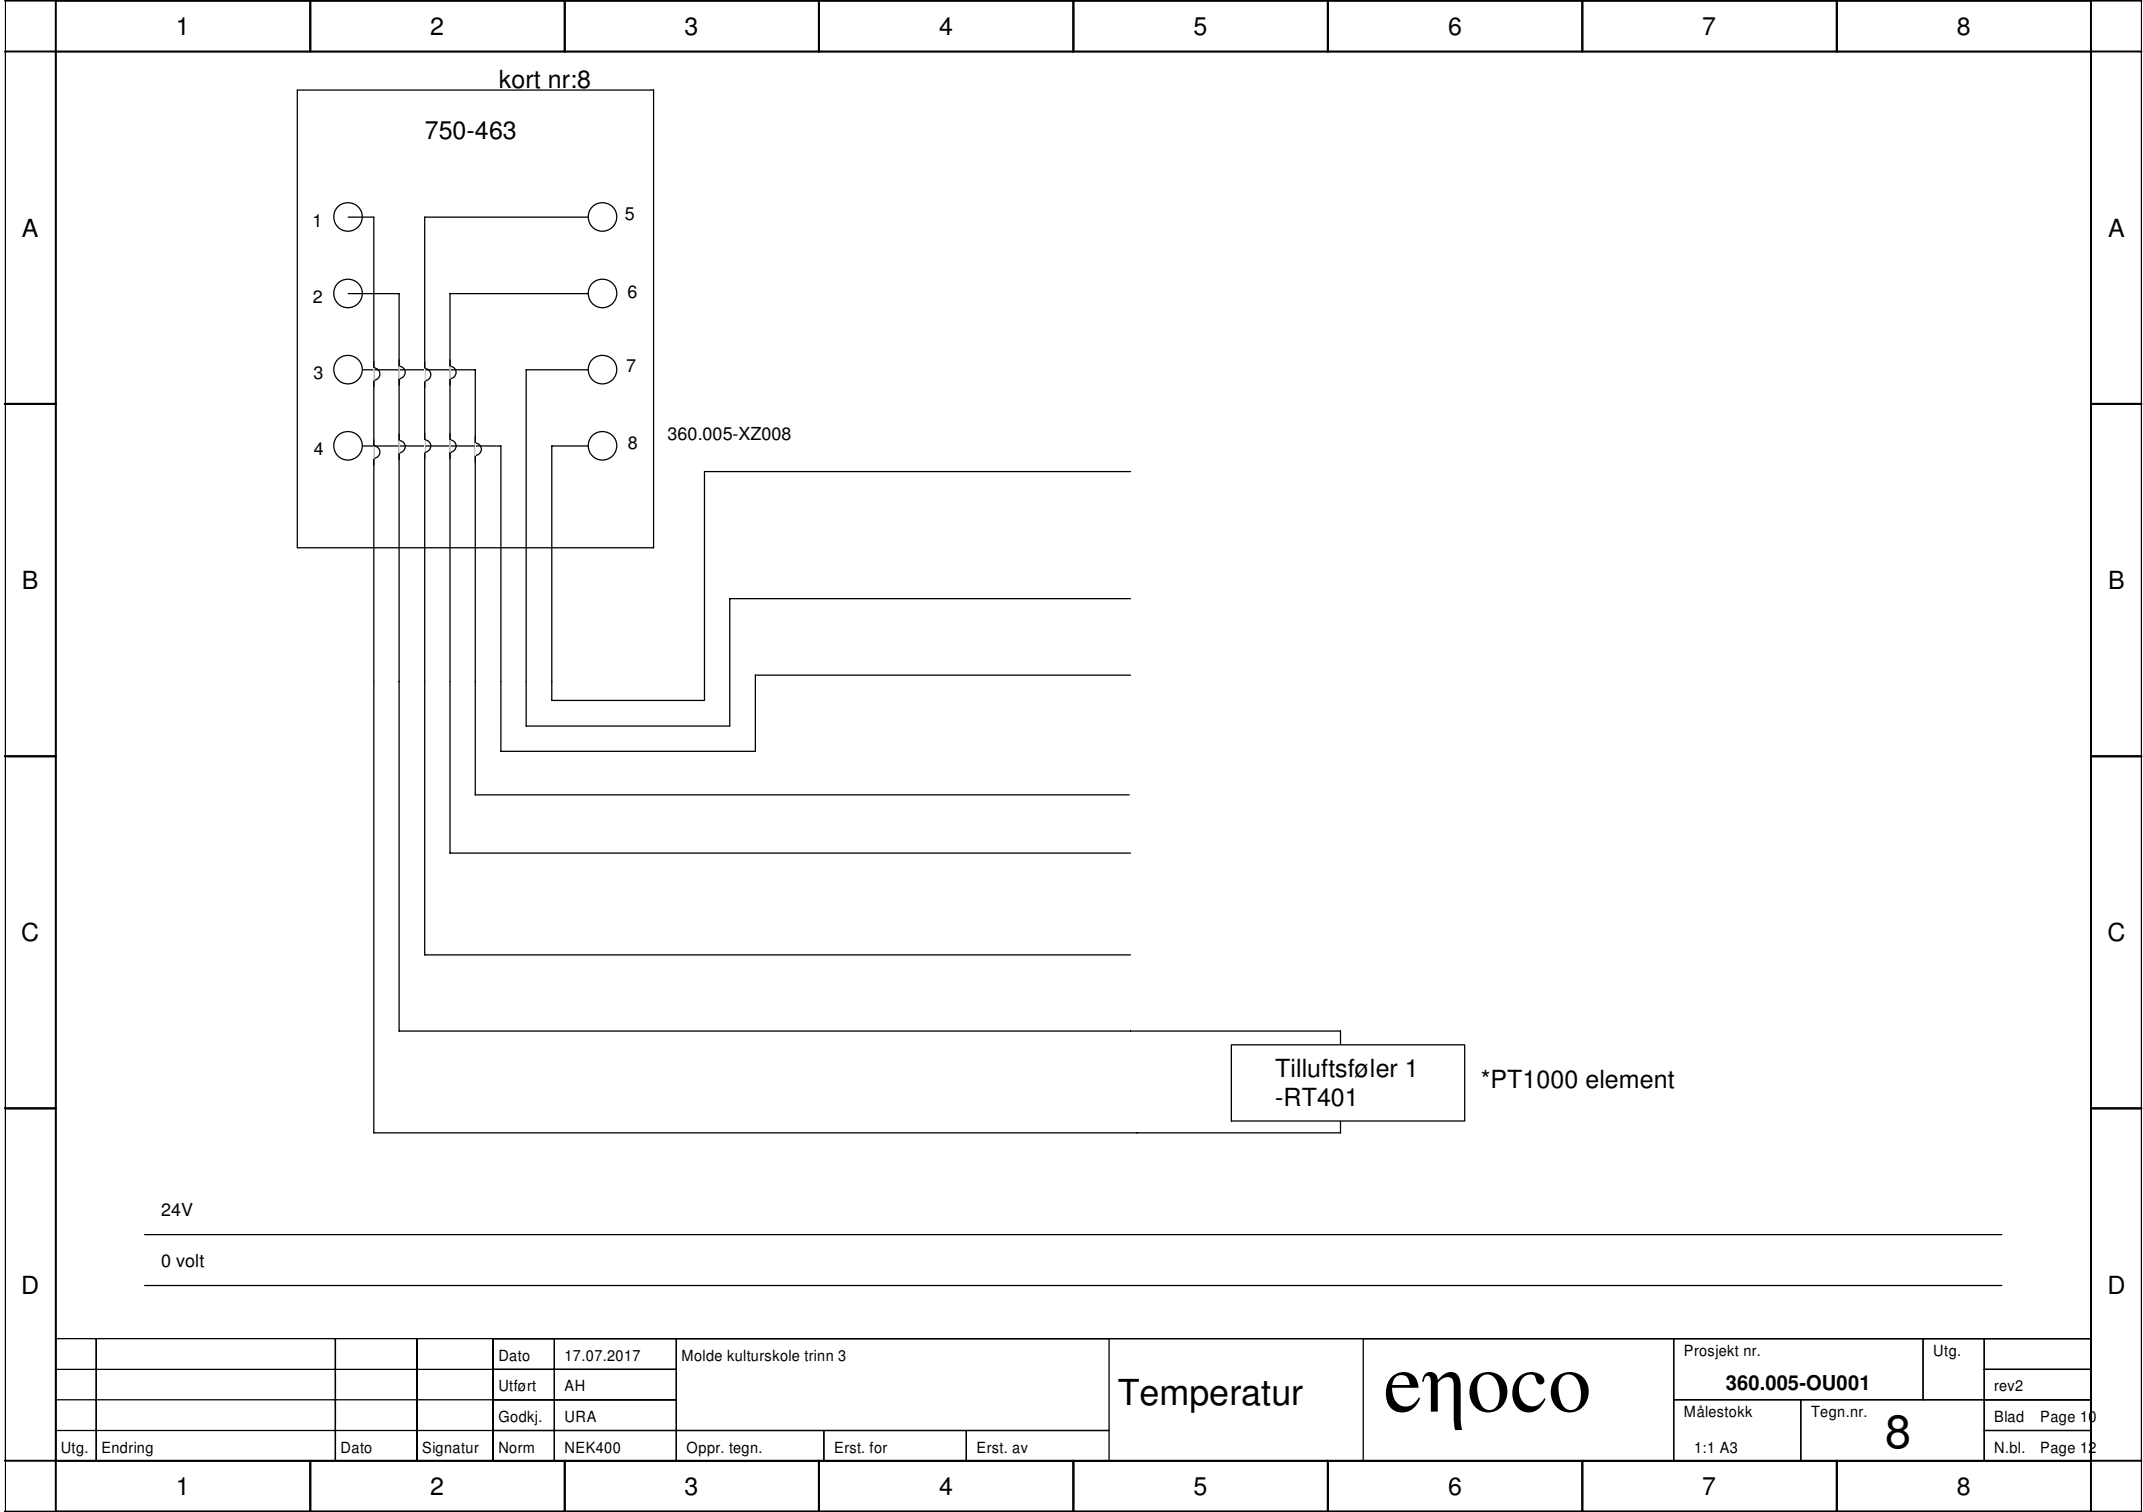 1 2 3 4 5 6 7 8
kort nr:8
750-463
1 5
A A
2 6
3 7
4 8 360.005-XZ008
B B
C C
Tilluftsføler 1
-RT401
*PT1000 element
24V
0 volt
D D
Dato 17.07.2017 Molde kulturskole trinn 3
Utført AH
Godkj. URA
Utg. Endring Dato Signatur Norm NEK400 Oppr. tegn. Erst. for Erst. av
Temperatur
eηoco
Prosjekt nr. Utg.
360.005-OU001 rev2
Målestokk Tegn.nr. Blad Page 10
1:1 A3 8 N.bl. Page 12
1 2 3 4 5 6 7 8